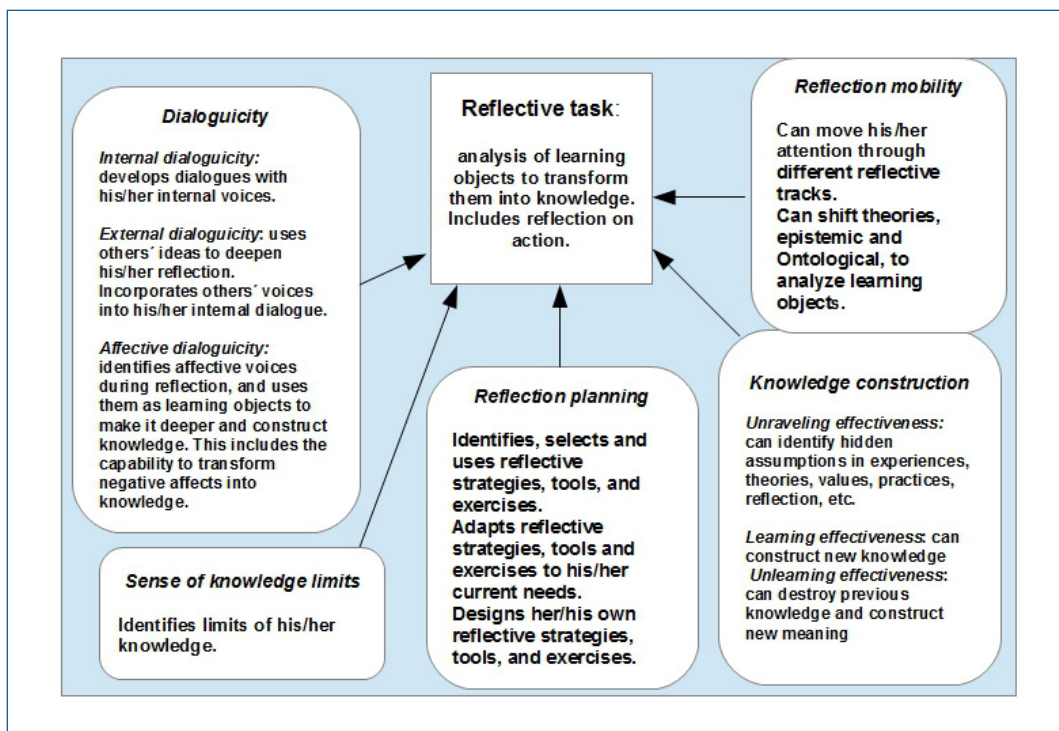 Dialoguicity
Internal dialoguicity:
develops dialogues with
his/her internal voices.
External dialoguicity: uses
others´ ideas to deepen
his/her reflection.
Incorporates others´ voices
into his/her internal dialogue.
Affective dialoguicity:
identifies affective voices
during reflection, and uses
them as learning objects to
make it deeper and construct
knowledge. This includes the
capability to transform
negative affects into
knowledge.
Sense of knowledge limits
Identifies limits of his/her
knowledge.
Reflective task:
analysis of learning
objects to transform
them into knowledge.
Includes reflection on
action.
Reflection planning
Identifies, selects and
uses reflective
strategies, tools, and
exercises.
Adapts reflective
strategies, tools and
exercises to his/her
current needs.
Designs her/his own
reflective strategies,
tools, and exercises.
Reflection mobility
Can move his/her
attention through
different reflective
tracks.
Can shift theories,
epistemic and
Ontological, to
analyze learning
objects.
Knowledge construction
Unraveling effectiveness:
can identify hidden
assumptions in experiences,
theories, values, practices,
reflection, etc.
Learning effectiveness: can
construct new knowledge
Unlearning effectiveness:
can destroy previous
knowledge and construct
new meaning